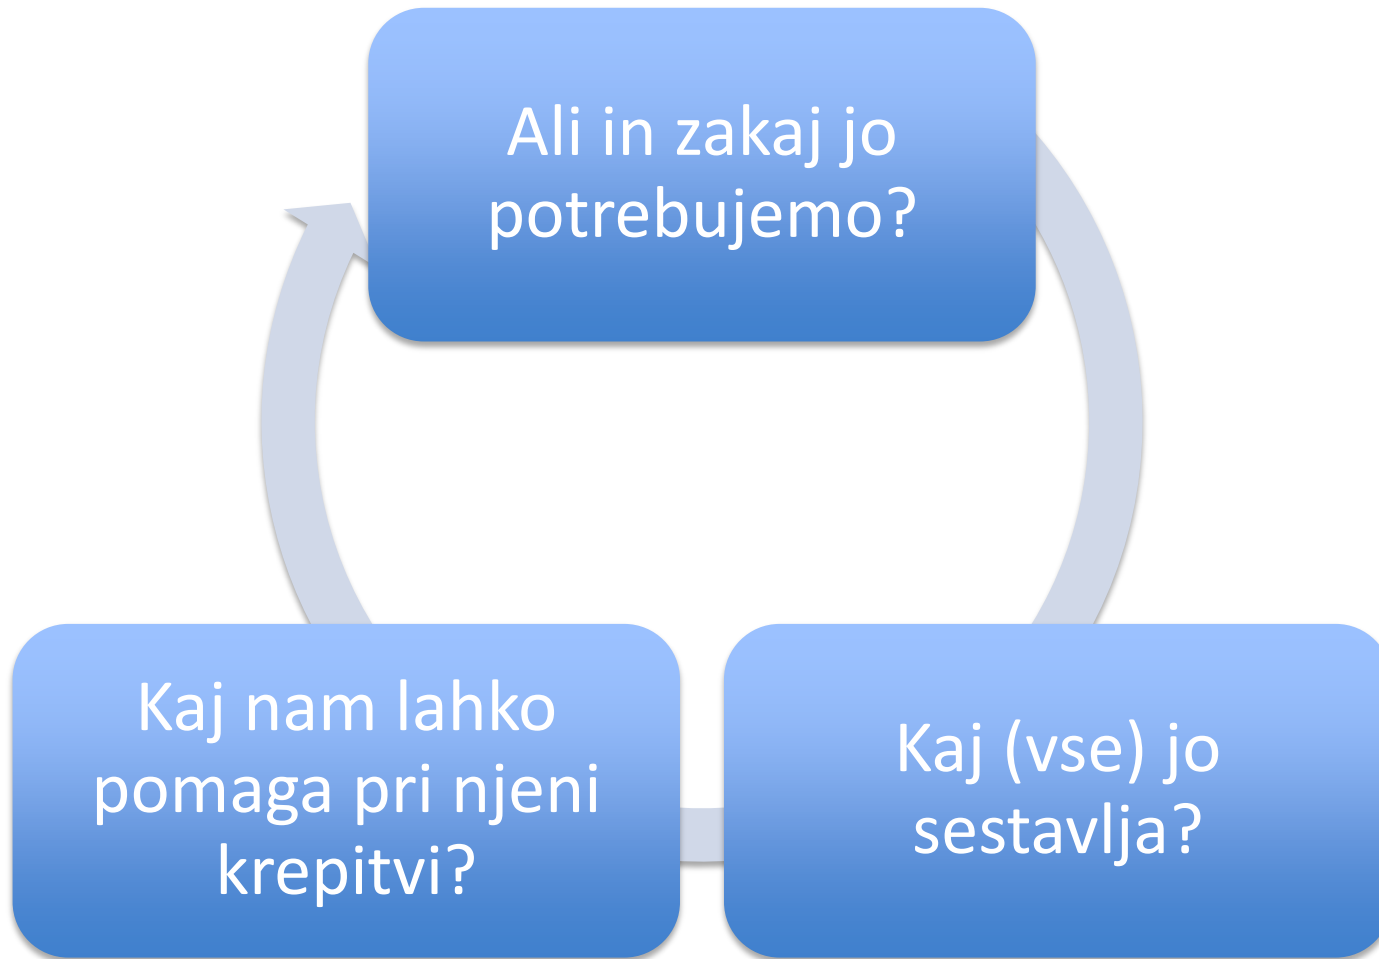 Ali in zakaj jo
potrebujemo?
Kaj (vse) jo
sestavlja?
Kaj nam lahko
pomaga pri njeni
krepitvi?